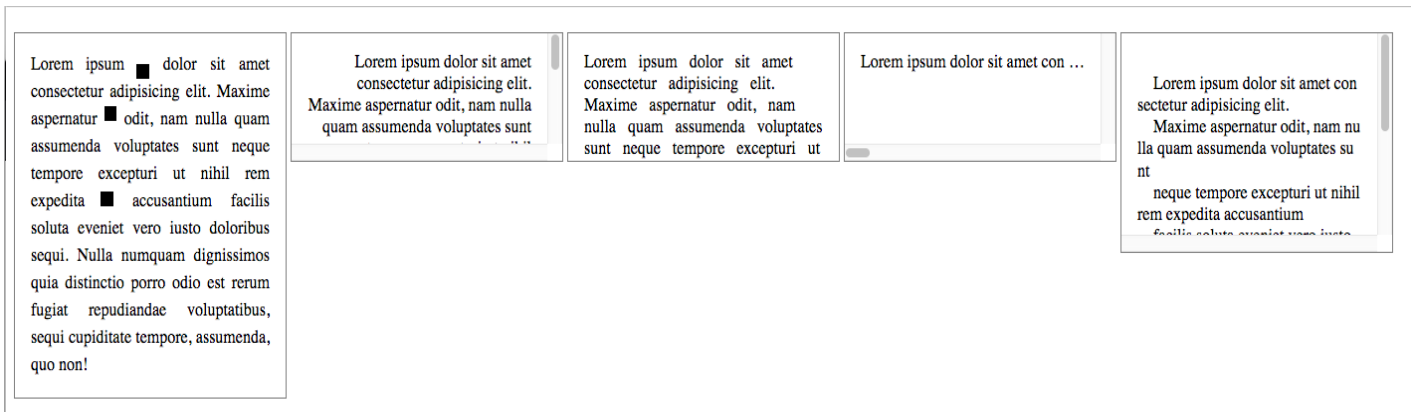 Lorem ipsum dolor sit amet
consectetur adipisicing elit. Maxime
aspernatur odit, nam nulla quam
assumenda voluptates sunt neque
tempore excepturi ut nihil rem
expedita accusantium facilis
soluta eveniet vero iusto doloribus
sequi. Nulla numquam dignissimos
quia distinctio porro odio est rerum
fugiat repudiandae voluptatibus,
sequi cupiditate tempore, assumenda,
quo non!
Lorem ipsum dolor sit amet
consectetur adipisicing elit.
Maxime aspernatur odit, nam nulla
quam assumenda voluptates sunt
Lorem ipsum dolor sit amet
consectetur adipisicing elit.
Maxime aspernatur odit, nam
nulla quam assumenda voluptates
sunt neque tempore excepturi ut
Lorem ipsum dolor sit amet con …
Lorem ipsum dolor sit amet con
sectetur adipisicing elit.
Maxime aspernatur odit, nam nu
lla quam assumenda voluptates su
nt
neque tempore excepturi ut nihil
rem expedita accusantium
facilis soluta eveniet vero iusto